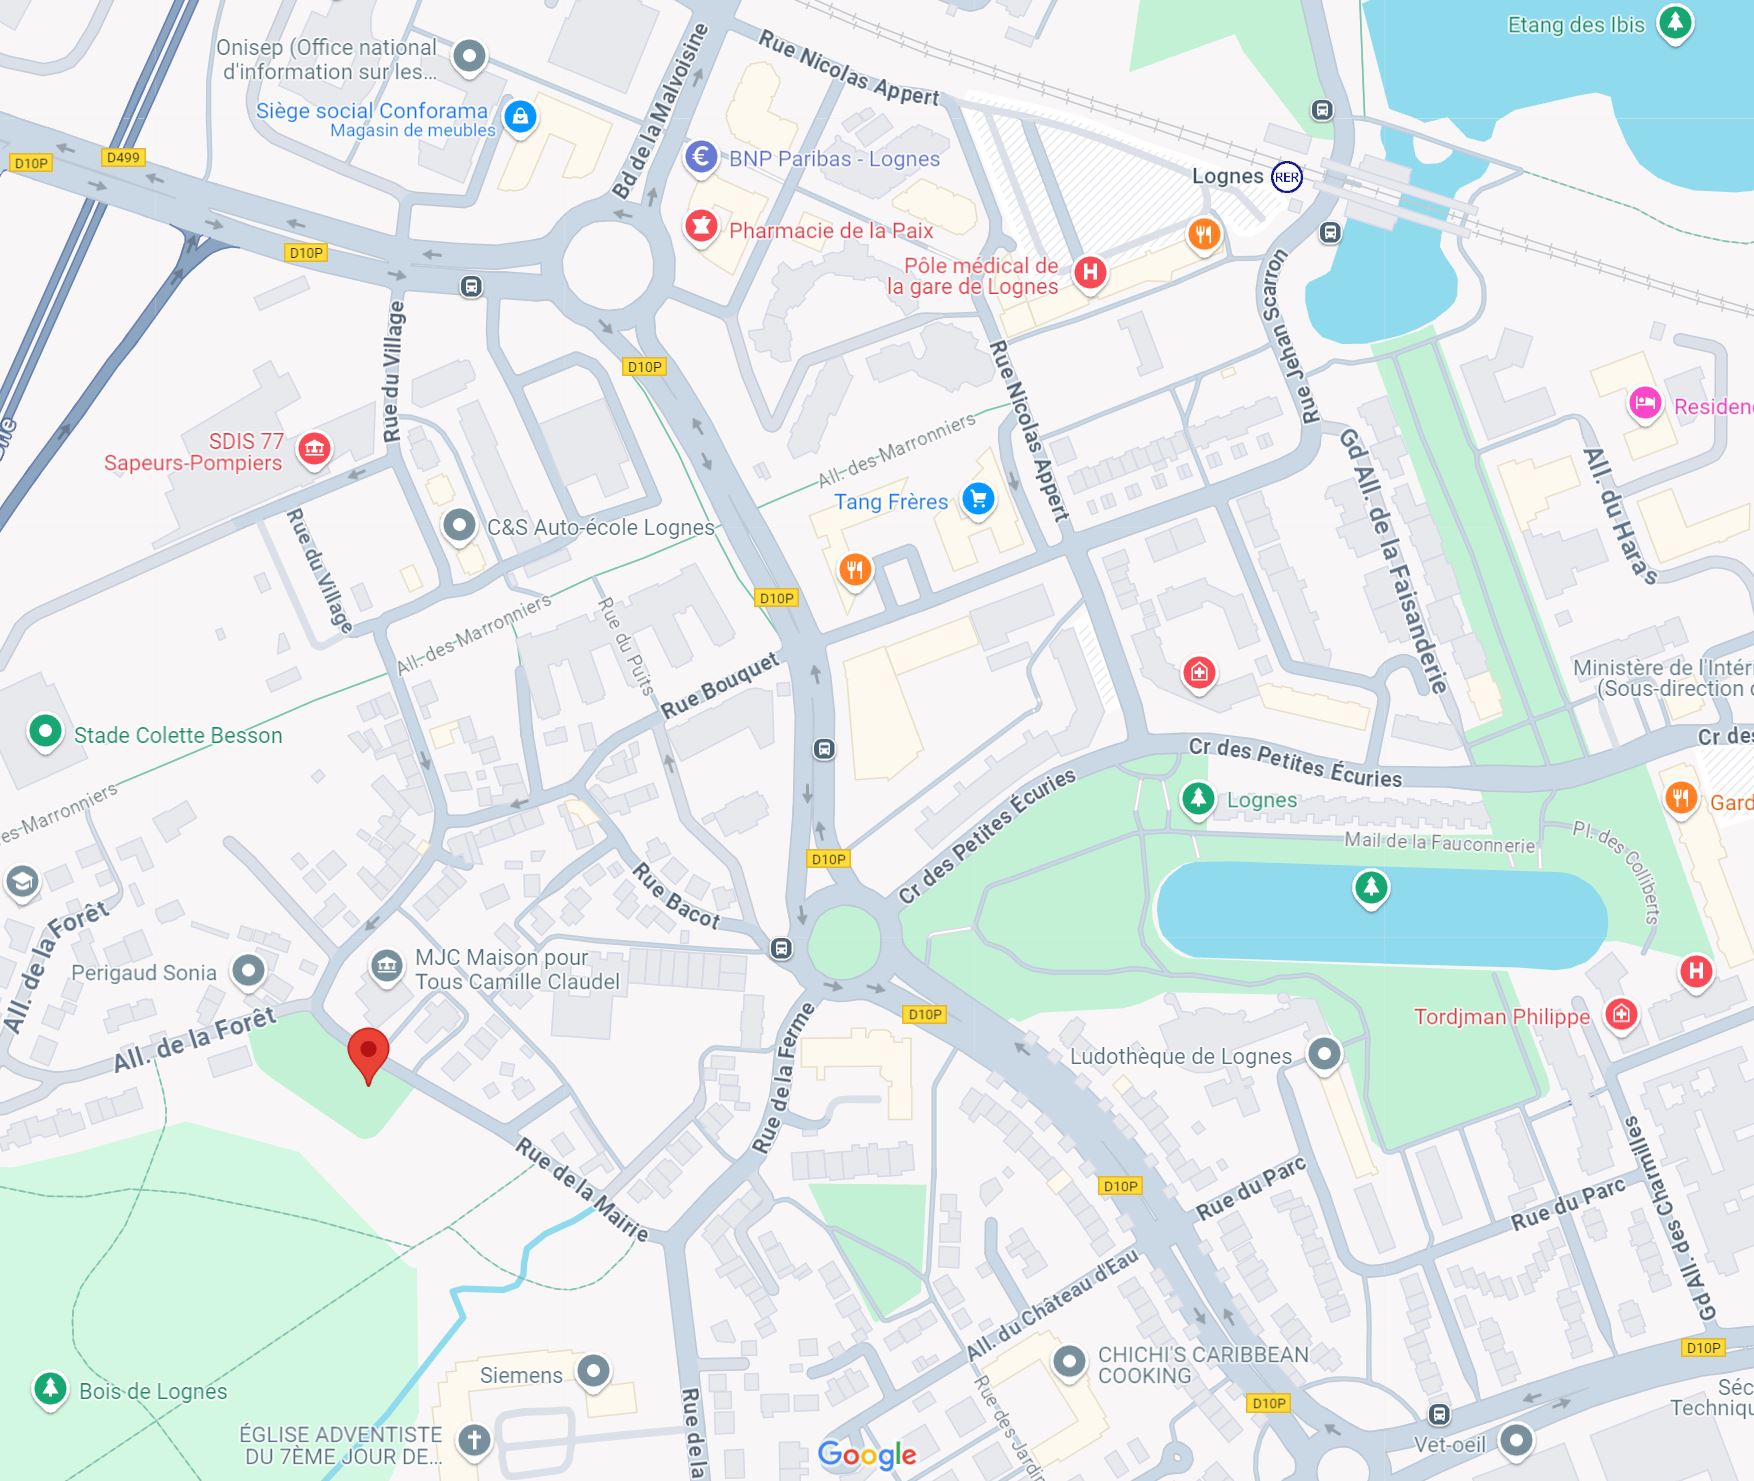 Etang des Ibis
Onisep (Office national
d'information sur les...
Rue Nicolas Appert
Bd de la Malvoisine
Siège social Conforama
Magasin de meubles
D499
D10P
BNP Paribas - Lognes
€
Lognes
RER
Pharmacie de la Paix
D10P
Pôle médical de
la gare de Lognes
H
Rue Jehan Scarron
Rue du Village
D10P
Rue Nicolas Appert
Residen
SDIS 77
Sapeurs-Pompiers
All. des Marronniers
Gd All. de la Faisanderie
All. du Haras
Tang Frères
C&S Auto-école Lognes
Rue du Village
D10P
All. des Marronniers
Rue du Puits
Rue Bouquet
Ministère de l'Intéri
(Sous-direction d
Stade Colette Besson
Cr des Petites Écuries
Cr des
es Marronniers
Lognes
Gard
Cr des Petites Écuries
Mail de la Fauconnerie
Pl. des Colliberts
D10P
Rue Bacot
All. de la Forêt
MJC Maison pour
Tous Camille Claudel
Perigaud Sonia
H
D10P
Tordjman Philippe
All. de la Forêt
Rue de la Ferme
Ludothèque de Lognes
Rue de la Mairie
D10P
Rue du Parc
Rue du Parc
Gd All. des Charmilles
All. du Château d'Eau
D10P
CHICHI'S CARIBBEAN
COOKING
Siemens
Bois de Lognes
Rue des Jardin
Rue de la
D10P
Séc
Techniqu
ÉGLISE ADVENTISTE
DU 7ÈME JOUR DE...
Google
Vet-oeil